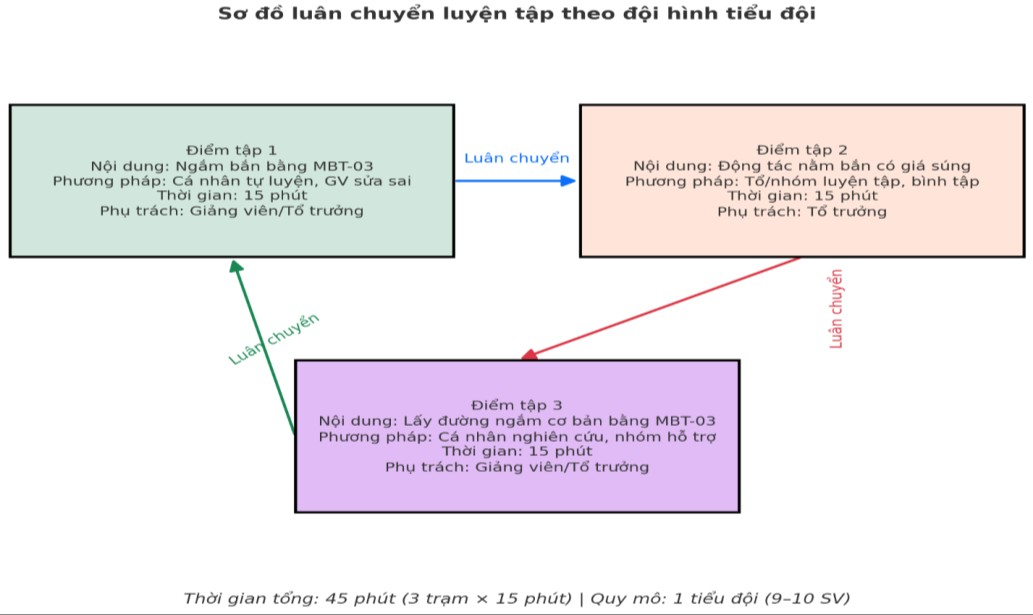 Sơ đồ luân chuyển luyện tập theo đội hình tiểu đội
Điểm tập 1
Nội dung: Ngắm bắn bằng MBT-03
Phương pháp: Cá nhân tự luyện, GV sửa sai
Thời gian: 15 phút
Phụ trách: Giảng viên/Tổ trưởng
Luân chuyển
Điểm tập 2
Nội dung: Động tác nằm bắn có giá súng
Phương pháp: Tổ/nhóm luyện tập, bình tập
Thời gian: 15 phút
Phụ trách: Tổ trưởng
Luân chuyển
Luân chuyển
Điểm tập 3
Nội dung: Lấy đường ngắm cơ bản bằng MBT-03
Phương pháp: Cá nhân nghiên cứu, nhóm hỗ trợ
Thời gian: 15 phút
Phụ trách: Giảng viên/Tổ trưởng
Thời gian tổng: 45 phút (3 trạm × 15 phút) | Quy mô: 1 tiểu đội (9–10 SV)